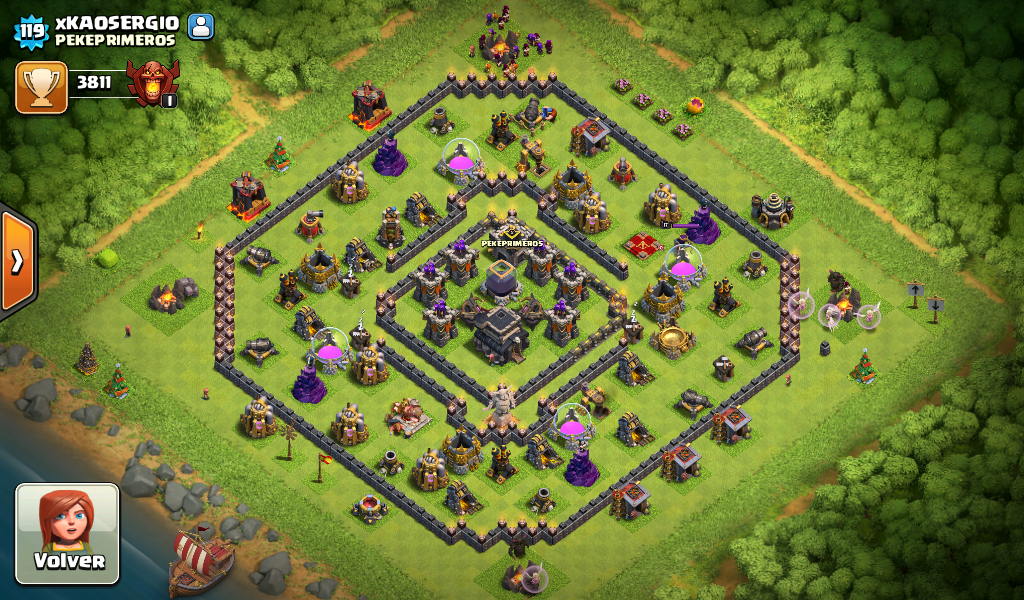 119
xKAOSERGIO
PEKEPRIMEROS
3811
I
PEKEPRIMEROS
Volver